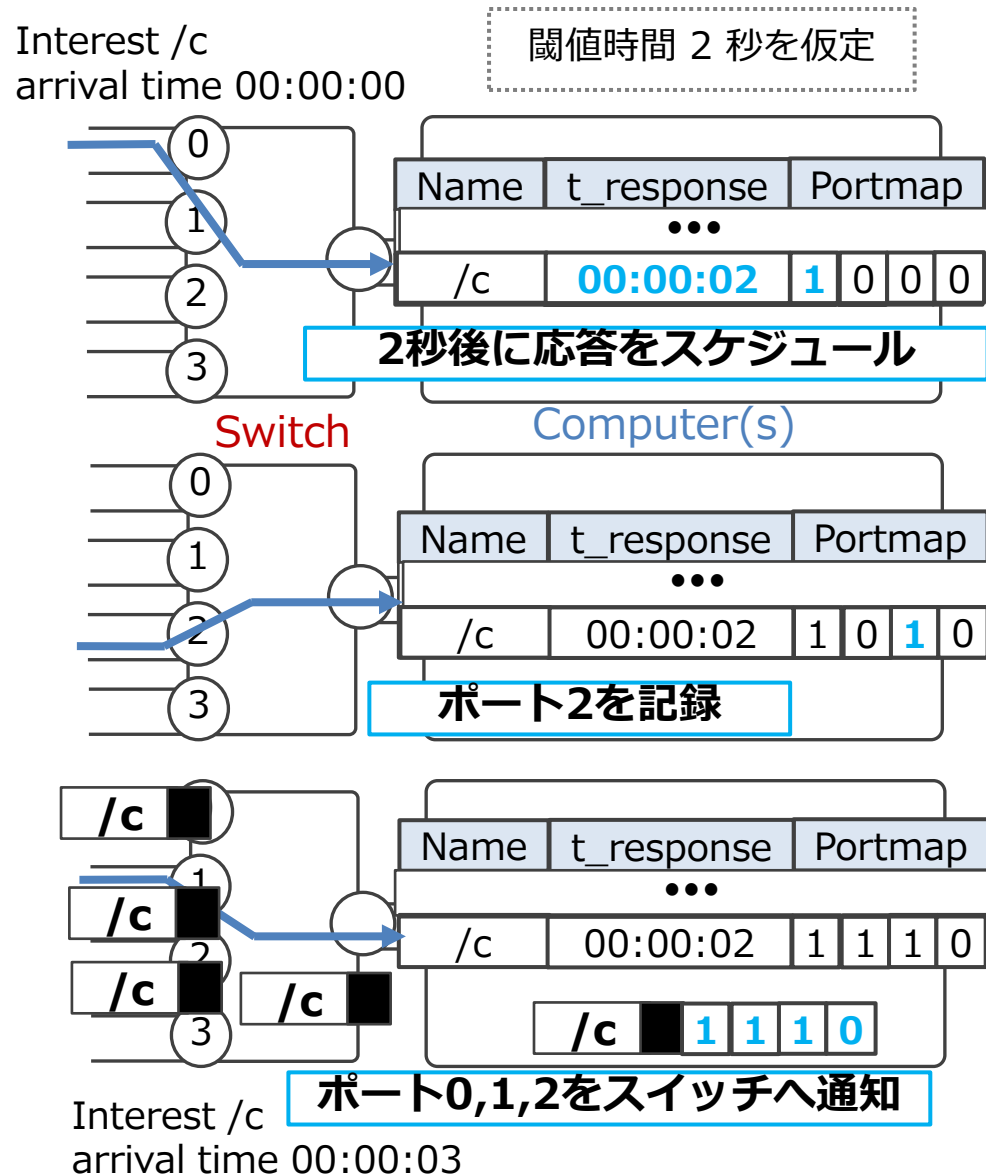 Interest /c
arrival time 00:00:00
閾値時間 2 秒を仮定
0
1
2
3
Name t_response Portmap
•••
/c 00:00:02 1 0 0 0
2秒後に応答をスケジュール
Switch
Computer(s)
0
1
2
3
Name t_response Portmap
•••
/c 00:00:02 1 0 1 0
ポート2を記録
/c
1
/c
2
/c
/c
3
Name t_response Portmap
•••
/c 00:00:02 1 1 1 0
/c 1 1 1 0
ポート0,1,2をスイッチへ通知
Interest /c
arrival time 00:00:03